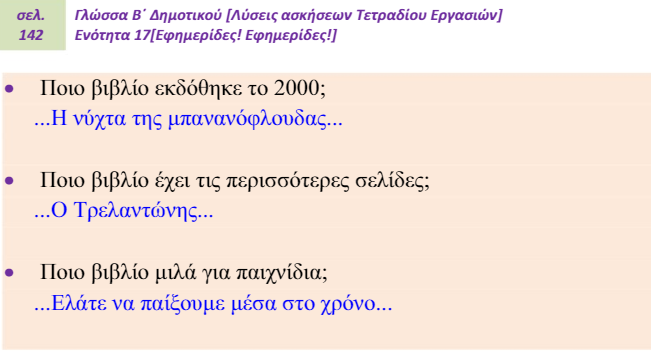 σελ. Γλώσσα Β΄ Δημοτικού [Λύσεις ασκήσεων Τετραδίου Εργασιών]
142 Ενότητα 17[Εφημερίδες! Εφημερίδες!]
• Ποιο βιβλίο εκδόθηκε το 2000;
...Η νύχτα της μπανανόφλουδας...
• Ποιο βιβλίο έχει τις περισσότερες σελίδες;
...Ο Τρελαντώνης...
• Ποιο βιβλίο μιλά για παιχνίδια;
...Ελάτε να παίξουμε μέσα στο χρόνο...